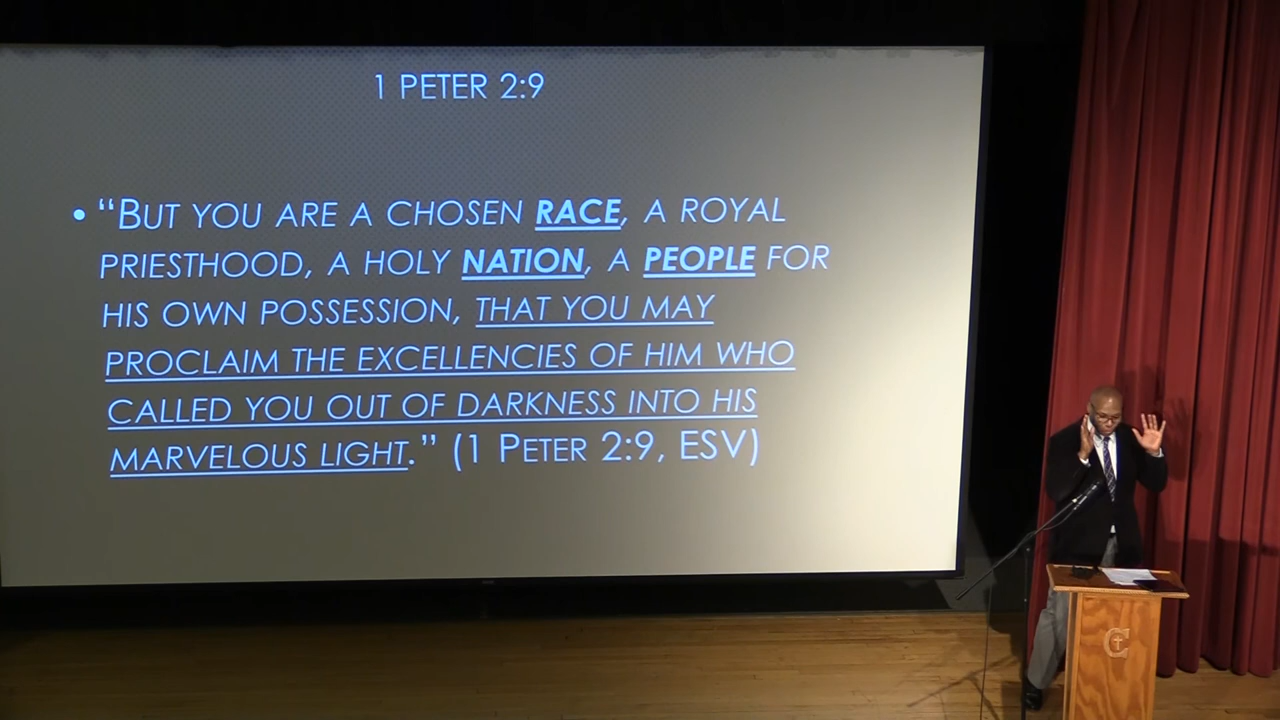 1 PETER 2:9
• “BUT YOU ARE A CHOSEN RACE, A ROYAL
PRIESTHOOD, A HOLY NATION, A PEOPLE FOR
HIS OWN POSSESSION, THAT YOU MAY
PROCLAIM THE EXCELLENCIES OF HIM WHO
CALLED YOU OUT OF DARKNESS INTO HIS
MARVELOUS LIGHT.” (1 PETER 2:9, ESV)
C